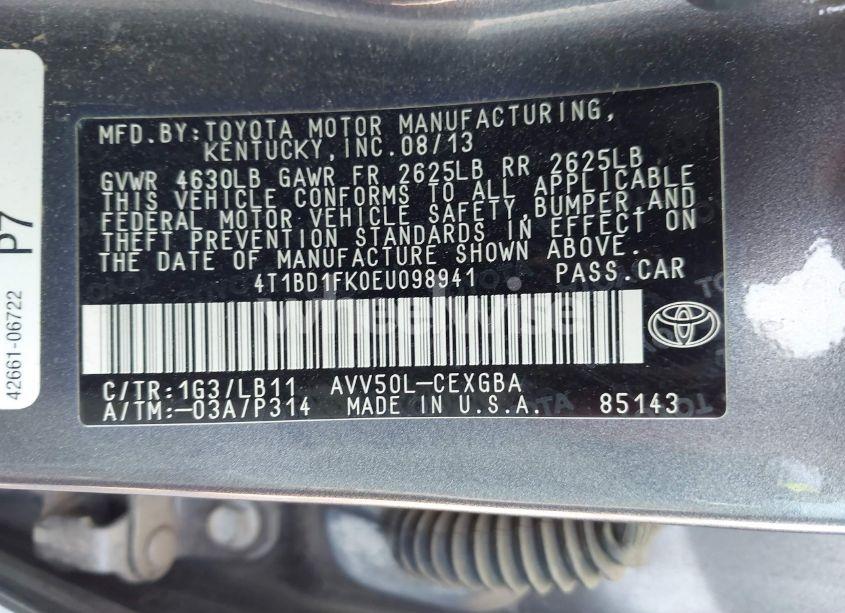 MFD.BY:TOYOTA MOTOR MANUFACTURING,
KENTUCKY,INC.08/13
GVWR 4630LB GAWR FR 2625LB RR 2625LB
THIS VEHICLE CONFORMS TO ALL APPLICABLE
FEDERAL MOTOR VEHICLE SAFETY,BUMPER,AND
THEFT PREVENTION STANDARDS IN EFFECT ON
THE DATE OF MANUFACTURE SHOWN ABOVE.
4T1BD1FK0EU098941 PASS.CAR
wheelwise
C/TR:1G3/LB11 AVV50L-CEXGBA
A/TM:-03A/P314 MADE IN U.S.A. 85143
P7
42661-06722